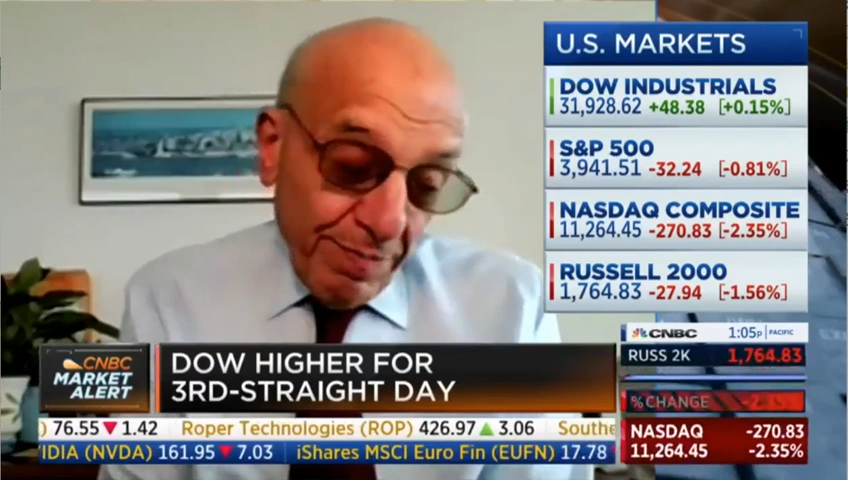 U.S. MARKETS
DOW INDUSTRIALS
31,928.62 +48.38 [+0.15%]
S&P 500
3,941.51 -32.24 [-0.81%]
NASDAQ COMPOSITE
11,264.45 -270.83 [-2.35%]
RUSSELL 2000
1,764.83 -27.94 [-1.56%]
CNBC 1:05p PACIFIC
RUSS 2K 1,764.83
% CHANGE
NASDAQ -270.83
11,264.45 -2.35%
CNBC
MARKET
ALERT
DOW HIGHER FOR
3RD-STRAIGHT DAY
) 76.55 ▼ 1.42 Roper Technologies (ROP) 426.97 ▲ 3.06 Southe
IDIA (NVDA) 161.95 ▼ 7.03 iShares MSCI Euro Fin (EUFN) 17.78